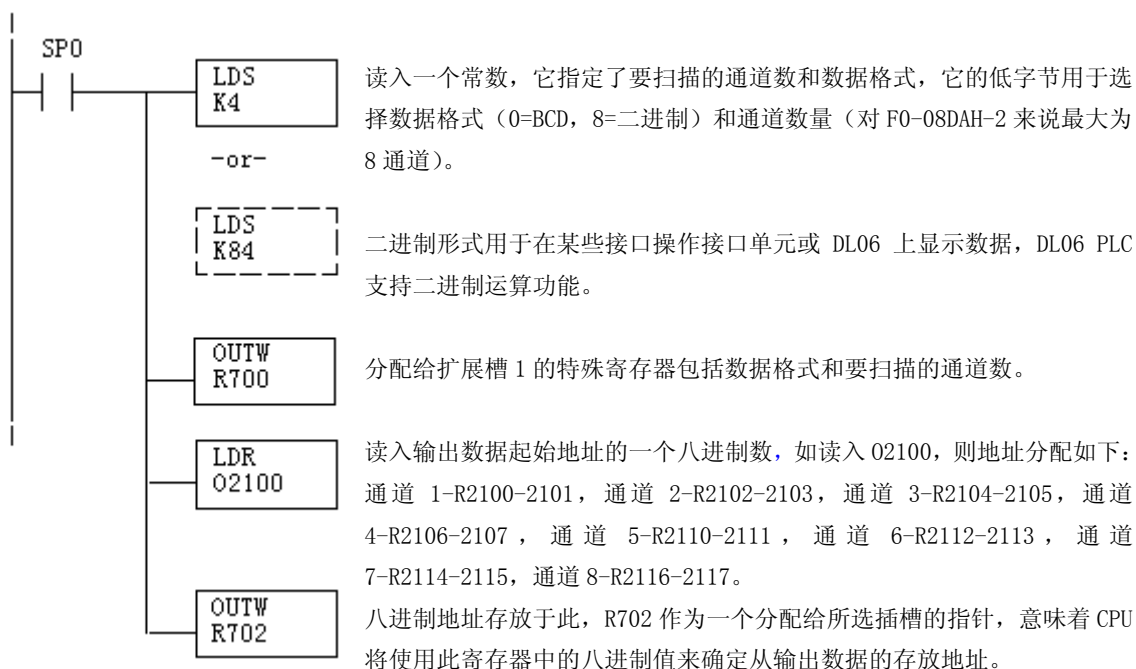 SP0
LDS
K4
读入一个常数，它指定了要扫描的通道数和数据格式，它的低字节用于选
择数据格式（0=BCD，8=二进制）和通道数量（对 F0-08DAH-2 来说最大为
8 通道）。
-or-
LDS
K84
二进制形式用于在某些接口操作接口单元或 DL06 上显示数据，DL06 PLC
支持二进制运算功能。
OUTW
R700
分配给扩展槽 1 的特殊寄存器包括数据格式和要扫描的通道数。
LDR
O2100
读入输出数据起始地址的一个八进制数，如读入 O2100，则地址分配如下：
通道 1-R2100-2101，通道 2-R2102-2103，通道 3-R2104-2105，通道
4-R2106-2107 ， 通 道 5-R2110-2111 ， 通 道 6-R2112-2113 ， 通 道
7-R2114-2115，通道 8-R2116-2117。
OUTW
R702
八进制地址存放于此，R702 作为一个分配给所选插槽的指针，意味着 CPU
将使用此寄存器中的八进制值来确定从输出数据的存放地址。